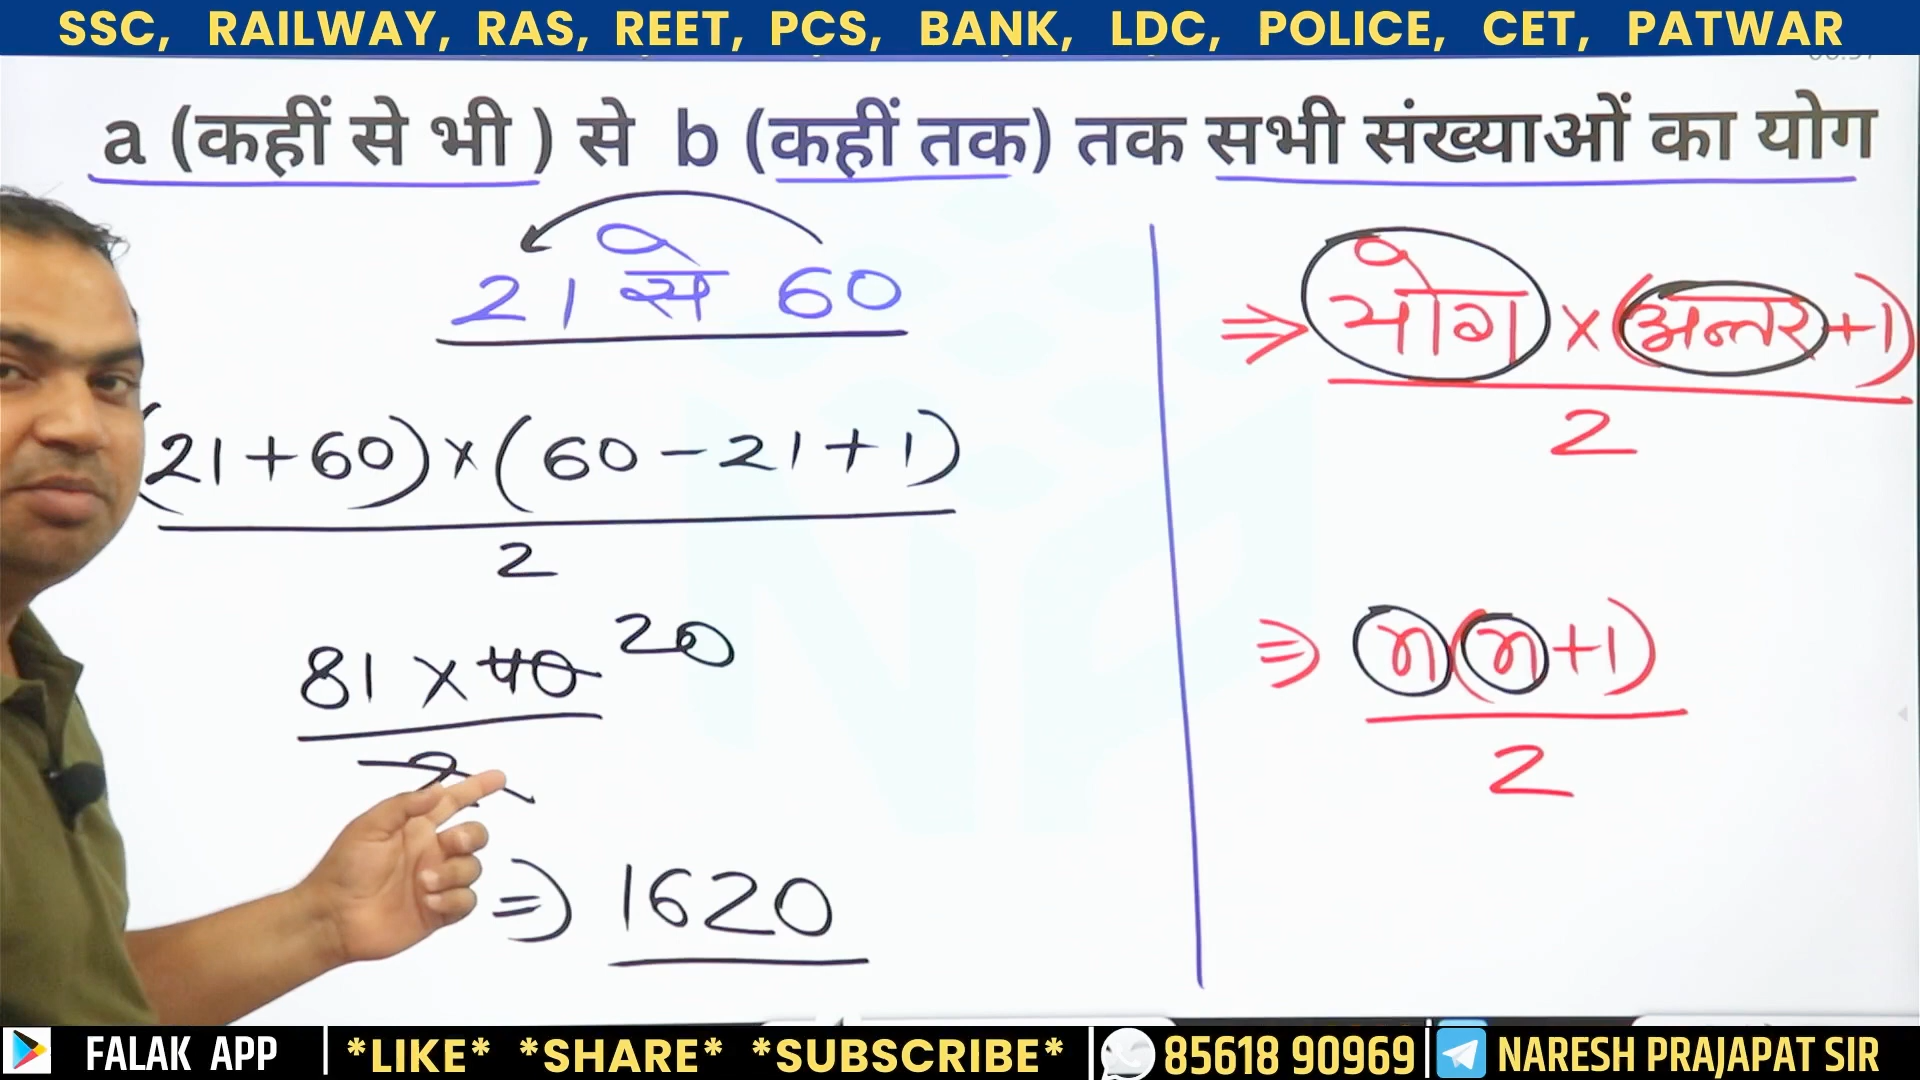 SSC, RAILWAY, RAS, REET, PCS, BANK, LDC, POLICE, CET, PATWAR
a (कहीं से भी ) से b (कहीं तक) तक सभी संख्याओं का योग
21 से 60
(21+60)×(60-21+1)
2
81 × 40 20
2
⇒ 1620
⇒ योग × (अन्तर+1)
2
⇒ n(n+1)
2
FALAK APP | *LIKE* *SHARE* *SUBSCRIBE* | 85618 90969 | NARESH PRAJAPAT SIR